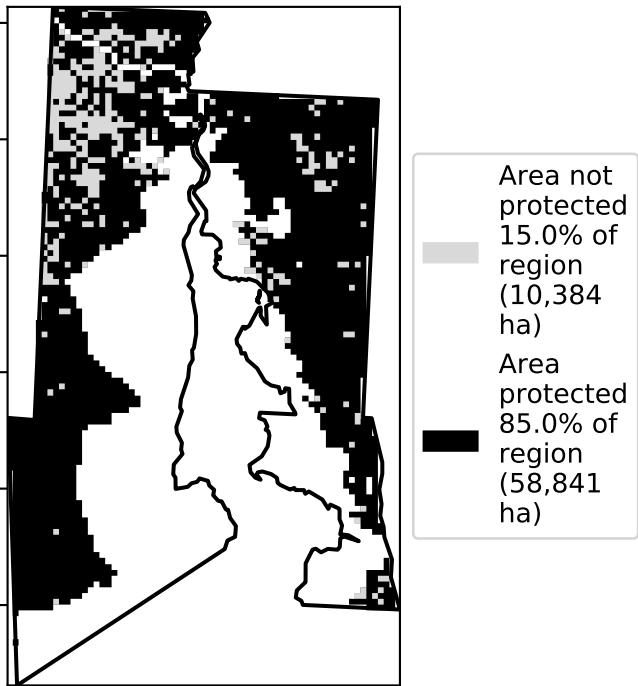 Area not
protected
15.0% of
region
(10,384
ha)
Area
protected
85.0% of
region
(58,841
ha)